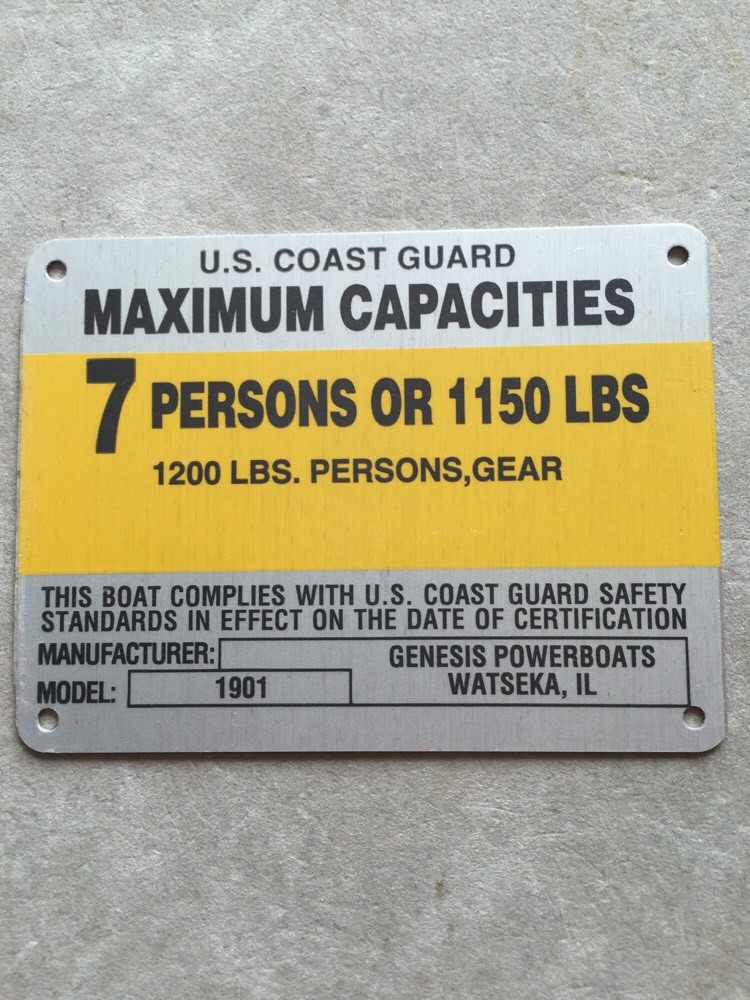 U.S. COAST GUARD
MAXIMUM CAPACITIES
7 PERSONS OR 1150 LBS
1200 LBS. PERSONS,GEAR
THIS BOAT COMPLIES WITH U.S. COAST GUARD SAFETY
STANDARDS IN EFFECT ON THE DATE OF CERTIFICATION
MANUFACTURER: GENESIS POWERBOATS
MODEL: 1901 WATSEKA, IL